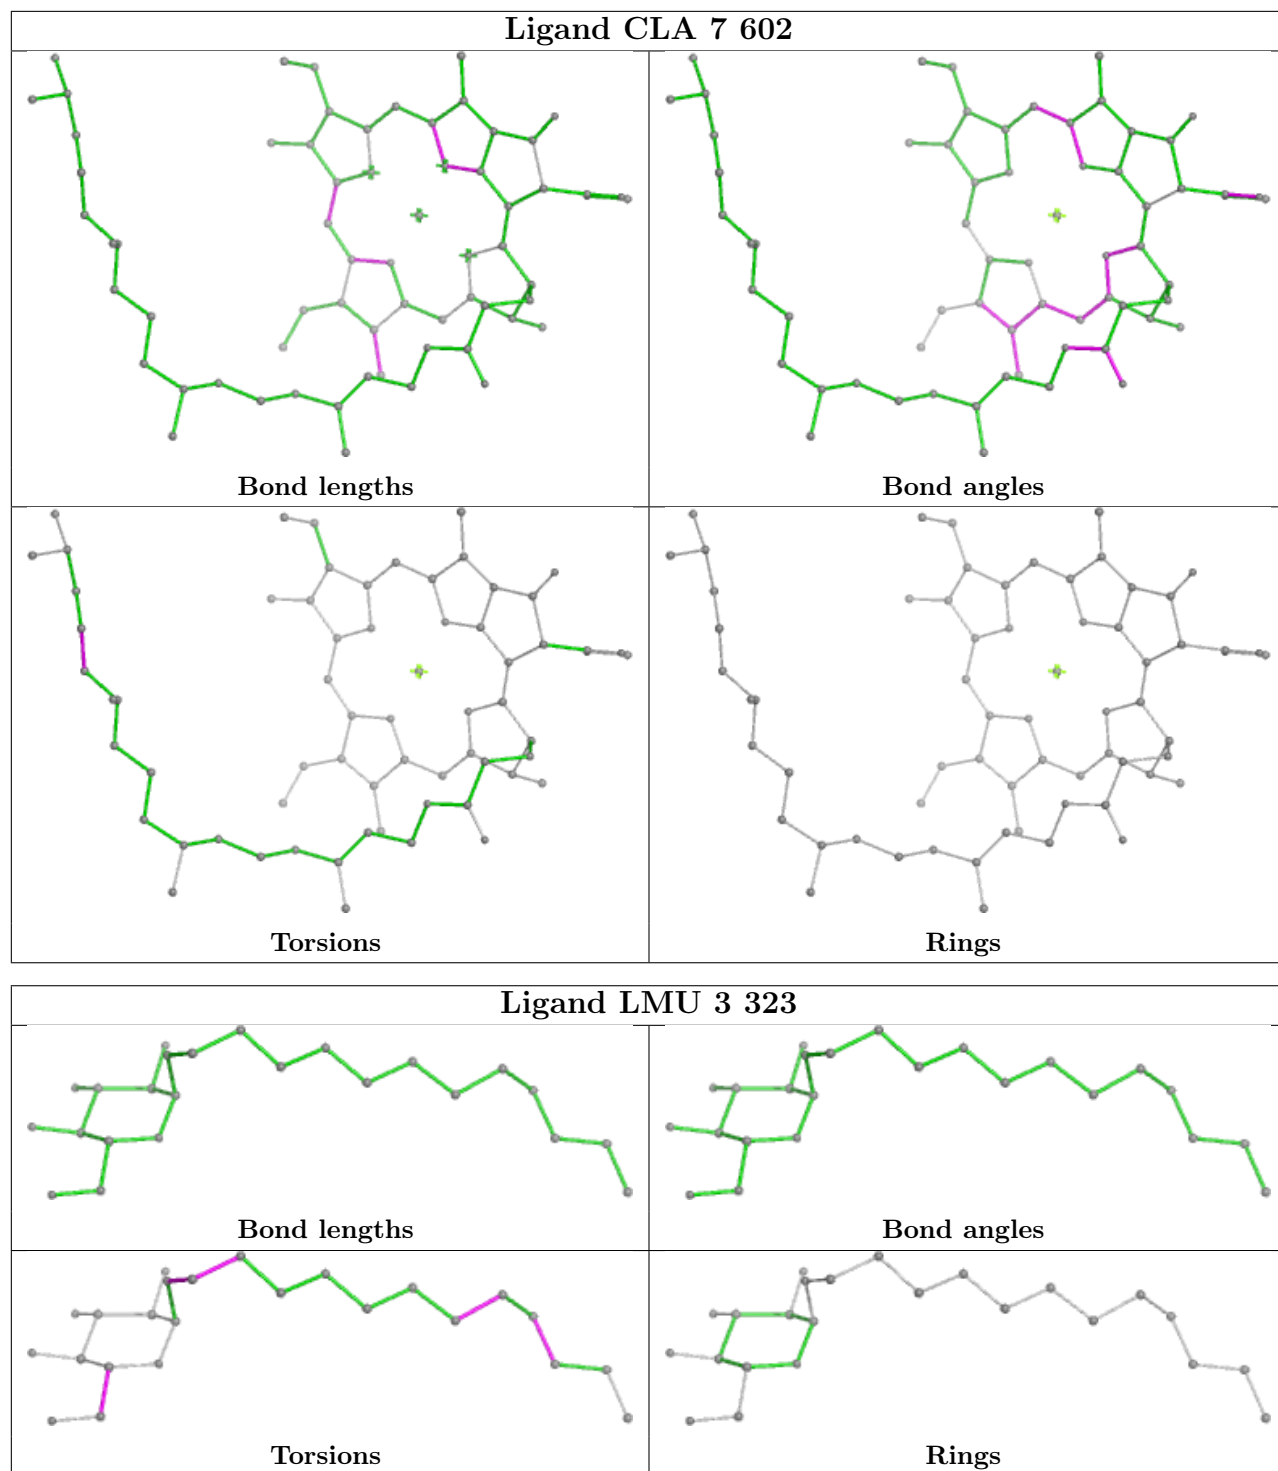 Ligand CLA 7 602
Bond lengths
Bond angles
Torsions
Rings
Ligand LMU 3 323
Bond lengths
Bond angles
Torsions
Rings